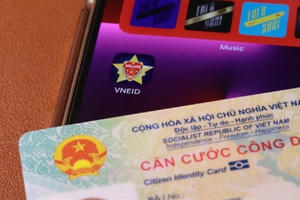 Music
VNEID
CỘNG HÒA XÃ HỘI CHỦ NGHĨA VIỆT NAM
Độc lập - Tự do - Hạnh phúc
SOCIALIST REPUBLIC OF VIET NAM
Independence - Freedom - Happiness
CĂN CƯỚC CÔNG D
Citizen Identity Card